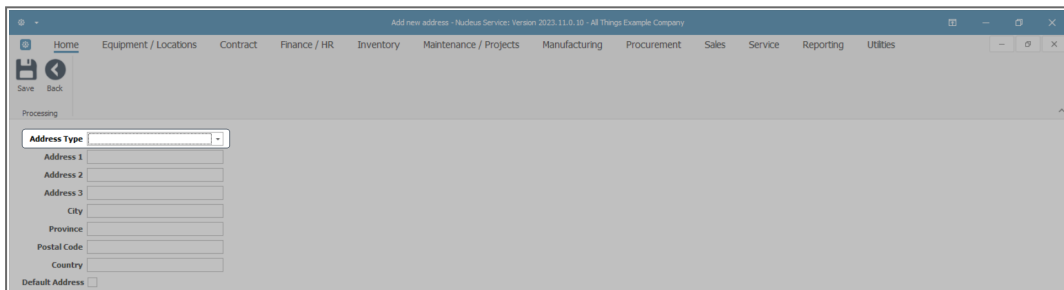 Add new address - Nucleus Service: Version 2023.11.0.10 - All Things Example Company
Home Equipment / Locations Contract Finance / HR Inventory Maintenance / Projects Manufacturing Procurement Sales Service Reporting Utilities
Save Back
Processing
Address Type
Address 1
Address 2
Address 3
City
Province
Postal Code
Country
Default Address